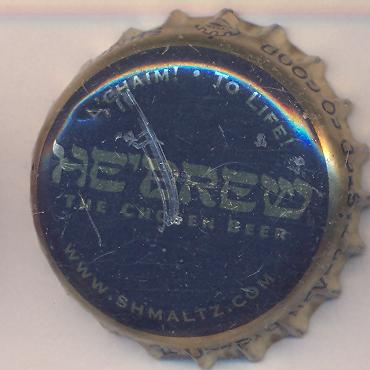 L'CHAIM! • TO LIFE!
HE'BREW
THE CHOSEN BEER
WWW.SHMALTZ.COM